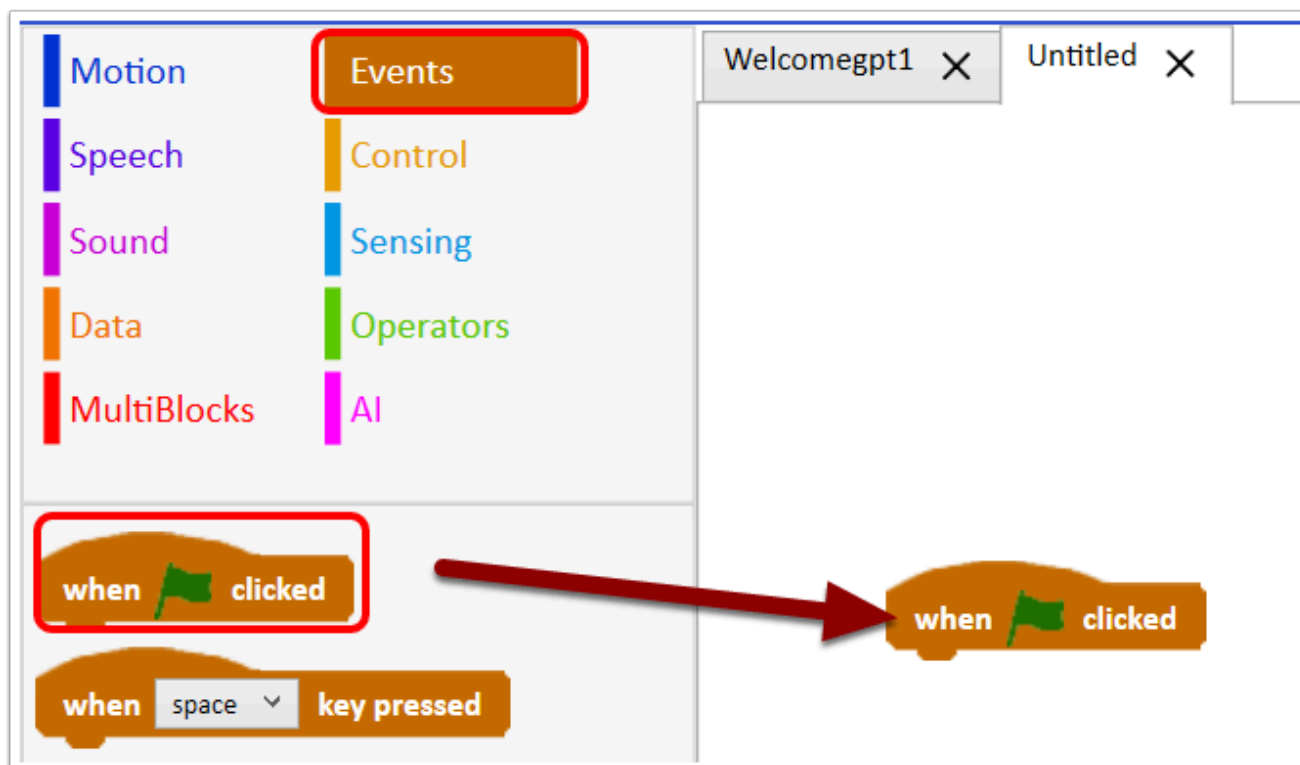 Motion
Events
Speech
Control
Sound
Sensing
Data
Operators
MultiBlocks
AI
when clicked
when space key pressed
Welcomegpt1
Untitled
when clicked